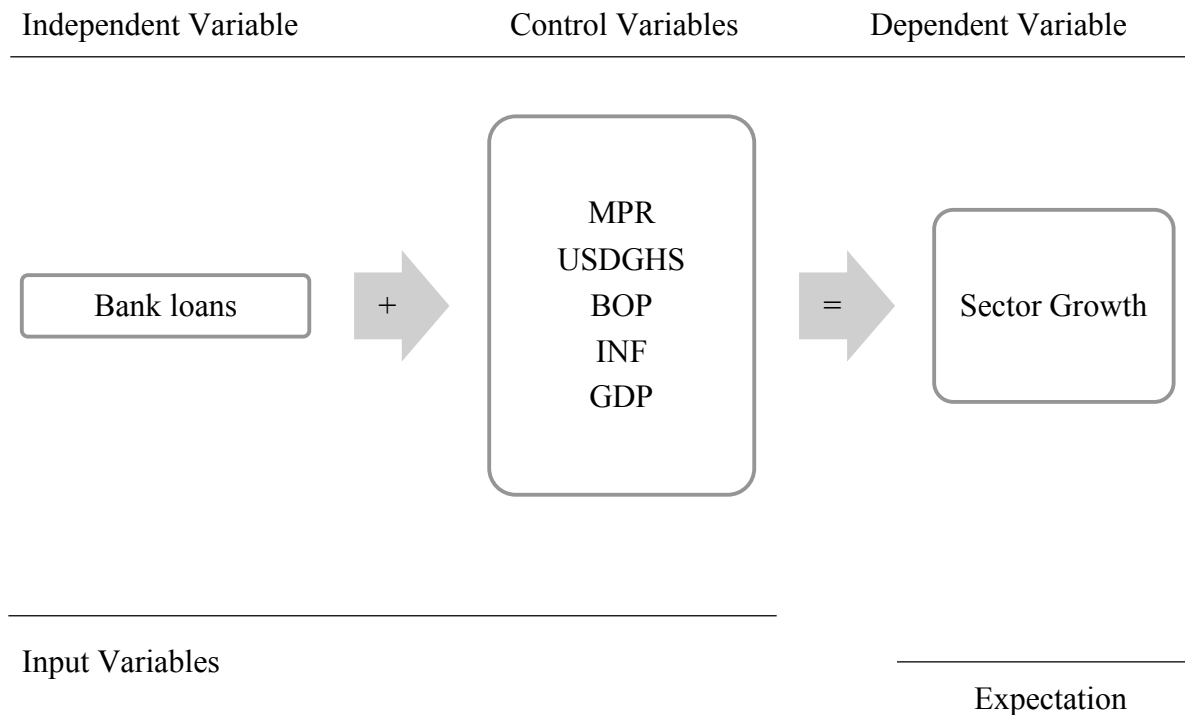 Independent Variable
Control Variables
Dependent Variable
Bank loans
+
MPR
USDGHS
BOP
INF
GDP
=
Sector Growth
Input Variables
Expectation